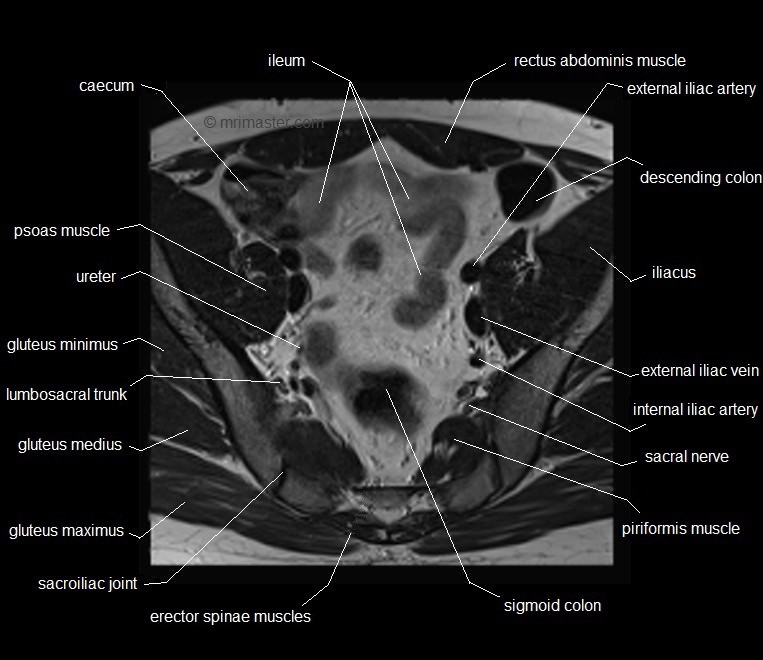 ileum
rectus abdominis muscle
caecum
external iliac artery
© mrimaster.com
descending colon
psoas muscle
iliacus
ureter
gluteus minimus
external iliac vein
lumbosacral trunk
internal iliac artery
gluteus medius
sacral nerve
gluteus maximus
piriformis muscle
sacroiliac joint
sigmoid colon
erector spinae muscles